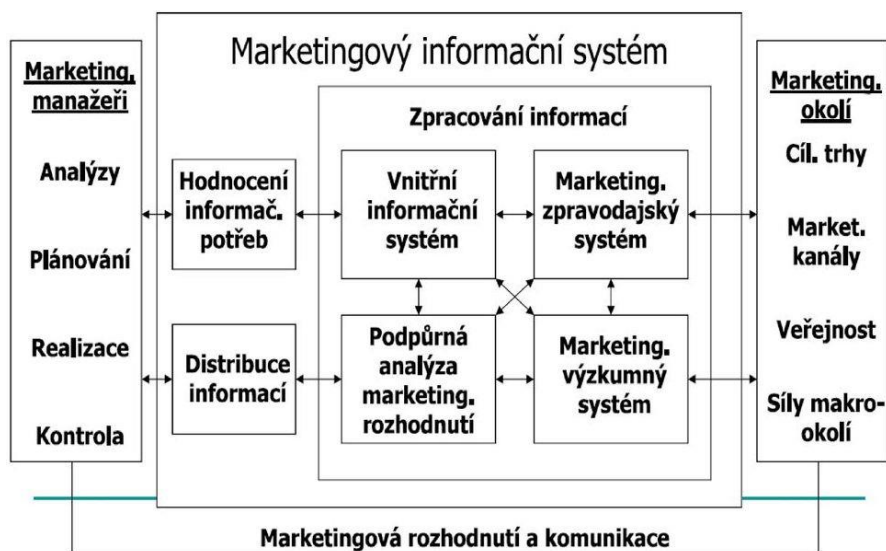 Marketingový informační systém
Marketing.
manažeři
Analýzy
Plánování
Realizace
Kontrola
Hodnocení
informač.
potřeb
Distribuce
informací
Zpracování informací
Vnitřní
informační
systém
Marketing.
zpravodajský
systém
Podpůrná
analýza
marketing.
rozhodnutí
Marketing.
výzkumný
systém
Marketing.
okolí
Cíl. trhy
Market.
kanály
Veřejnost
Síly makro-
okolí
Marketingová rozhodnutí a komunikace